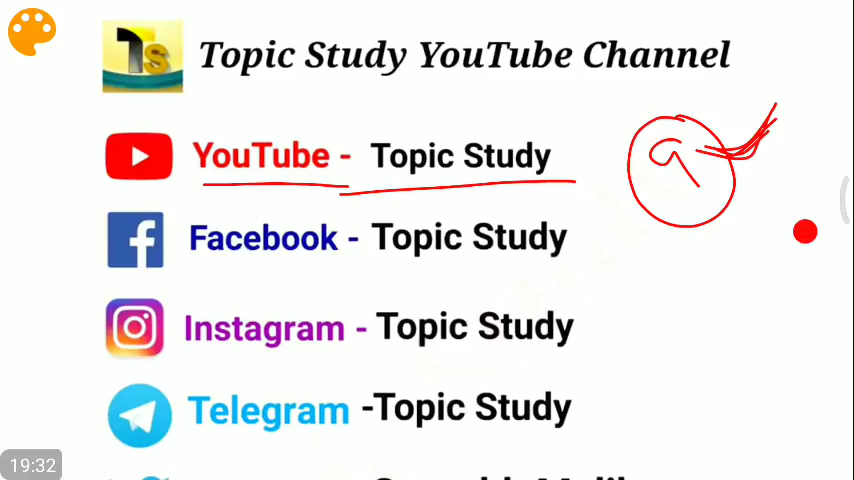 Ts
Topic Study YouTube Channel
YouTube - Topic Study
Facebook - Topic Study
Instagram - Topic Study
Telegram -Topic Study
19:32